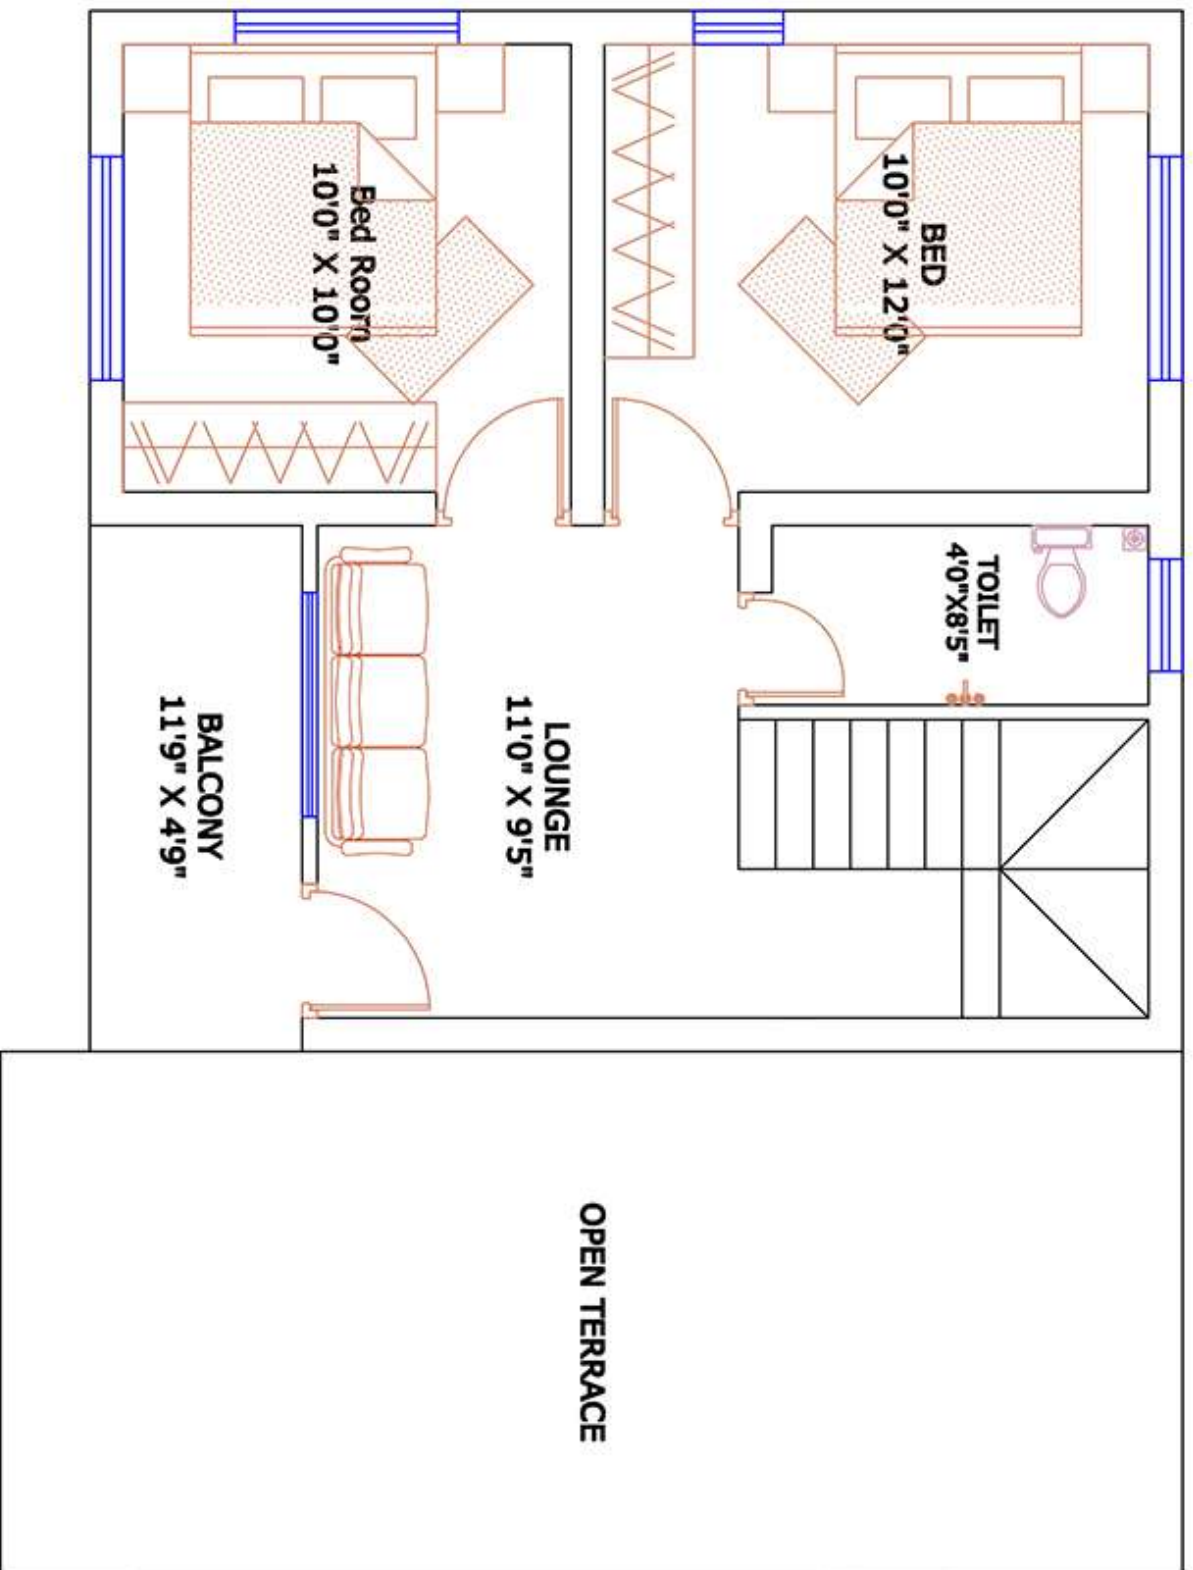 BED
10'0" X 12'0"
Bed Room
10'0" X 10'0"
TOILET
4'0"X8'5"
LOUNGE
11'0" X 9'5"
BALCONY
11'9" X 4'9"
OPEN TERRACE